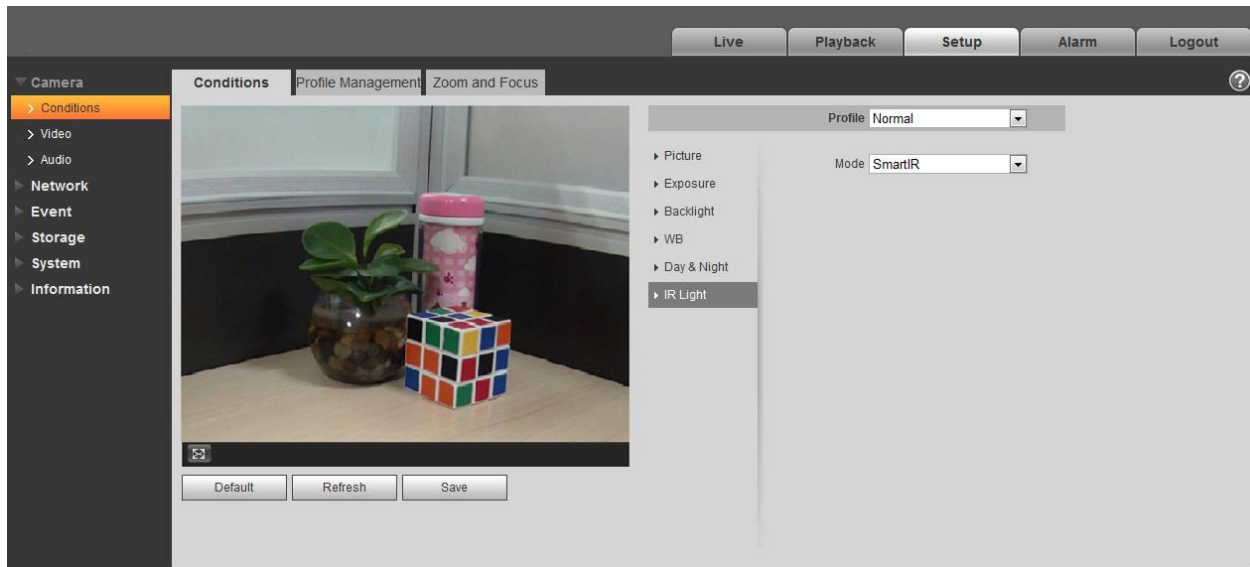 Live Playback Setup Alarm Logout
Camera
Conditions
Video
Audio
Network
Event
Storage
System
Information
Conditions Profile Management Zoom and Focus
?
Default Refresh Save
Profile Normal
Picture
Exposure
Backlight
WB
Day & Night
IR Light
Mode SmartIR